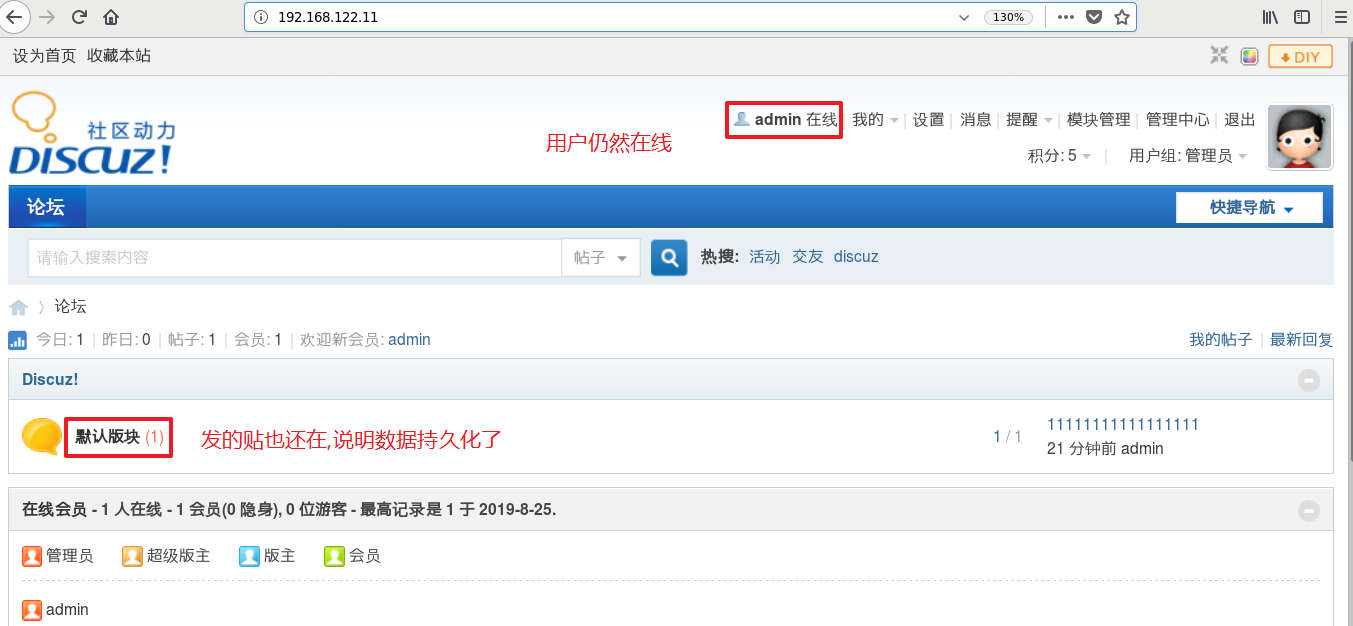 192.168.122.11
130%
设为首页 收藏本站
DIY
社区动力
DISCUZ!
用户仍然在线
admin 在线 我的 | 设置 | 消息 | 提醒 | 模块管理 | 管理中心 | 退出
积分: 5 | 用户组: 管理员
论坛
快捷导航
请输入搜索内容 帖子 热搜: 活动 交友 discuz
〉 论坛
今日: 1 | 昨日: 0 | 帖子: 1 | 会员: 1 | 欢迎新会员: admin 我的帖子 | 最新回复
Discuz!
默认版块 (1)
发的贴也还在,说明数据持久化了
1 / 1
11111111111111111
21 分钟前 admin
在线会员 - 1 人在线 - 1 会员(0 隐身), 0 位游客 - 最高记录是 1 于 2019-8-25.
管理员 超级版主 版主 会员
admin